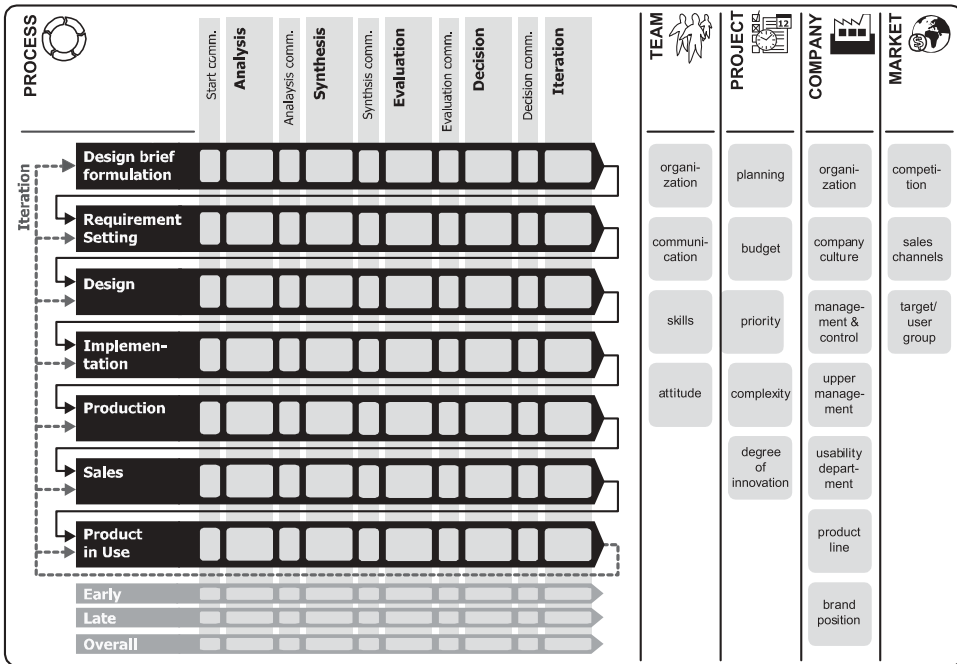 PROCESS
Start comm.
Analysis
Analaysis comm.
Synthesis
Synthsis comm.
Evaluation
Evaluation comm.
Decision
Decision comm.
Iteration
TEAM
PROJECT
12
COMPANY
MARKET
Iteration
Design brief
formulation
Requirement
Setting
Design
Implemen-
tation
Production
Sales
Product
in Use
Early
Late
Overall
organi-
zation
communi-
cation
skills
attitude
planning
budget
priority
complexity
degree
of
innovation
organi-
zation
company
culture
manage-
ment &
control
upper
manage-
ment
usability
depart-
ment
product
line
brand
position
competi-
tion
sales
channels
target/
user
group